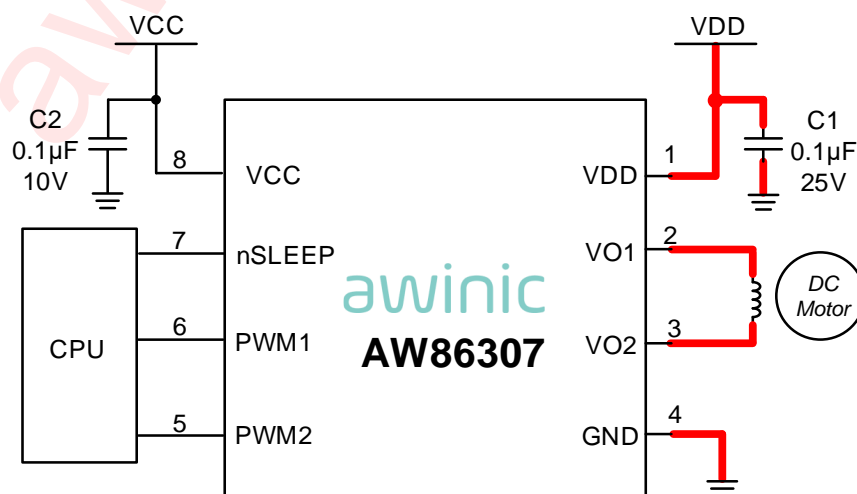 VCC
VDD
C2
0.1µF
10V
8
VCC
VDD
1
C1
0.1µF
25V
7
nSLEEP
VO1
2
awinic
AW86307
DC
Motor
CPU
6
PWM1
VO2
3
5
PWM2
GND
4
aw